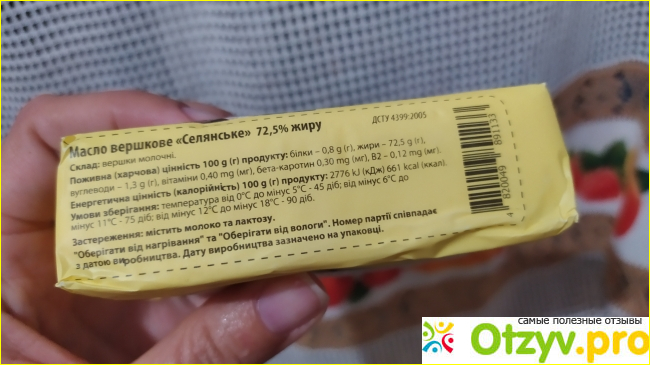 Масло вершкове «Селянське» 72,5% жиру
ДСТУ 4399:2005
Склад: вершки молочні.
Поживна (харчова) цінність 100 g (г) продукту: білки – 0,8 g (г), жири – 72,5 g (г),
вуглеводи – 1,3 g (г), вітаміни 0,40 mg (мг), бета-каротин 0,30 mg (мг), В2 – 0,12 mg (мг).
Енергетична цінність (калорійність) 100 g (г) продукту: 2776 kJ (кДж) 661 kcal (ккал).
Умови зберігання: температура від 0°С до мінус 5°С - 45 діб; від мінус 6°С до
мінус 11°С - 75 діб; від мінус 12°С до мінус 18°С - 90 діб.
Застереження: містить молоко та лактозу.
"Оберігати від нагрівання" та "Оберігати від вологи". Номер партії співпадає
з датою виробництва. Дату виробництва зазначено на упаковці.
4 820049 891133
самые полезные отзывы
Otzyv.pro